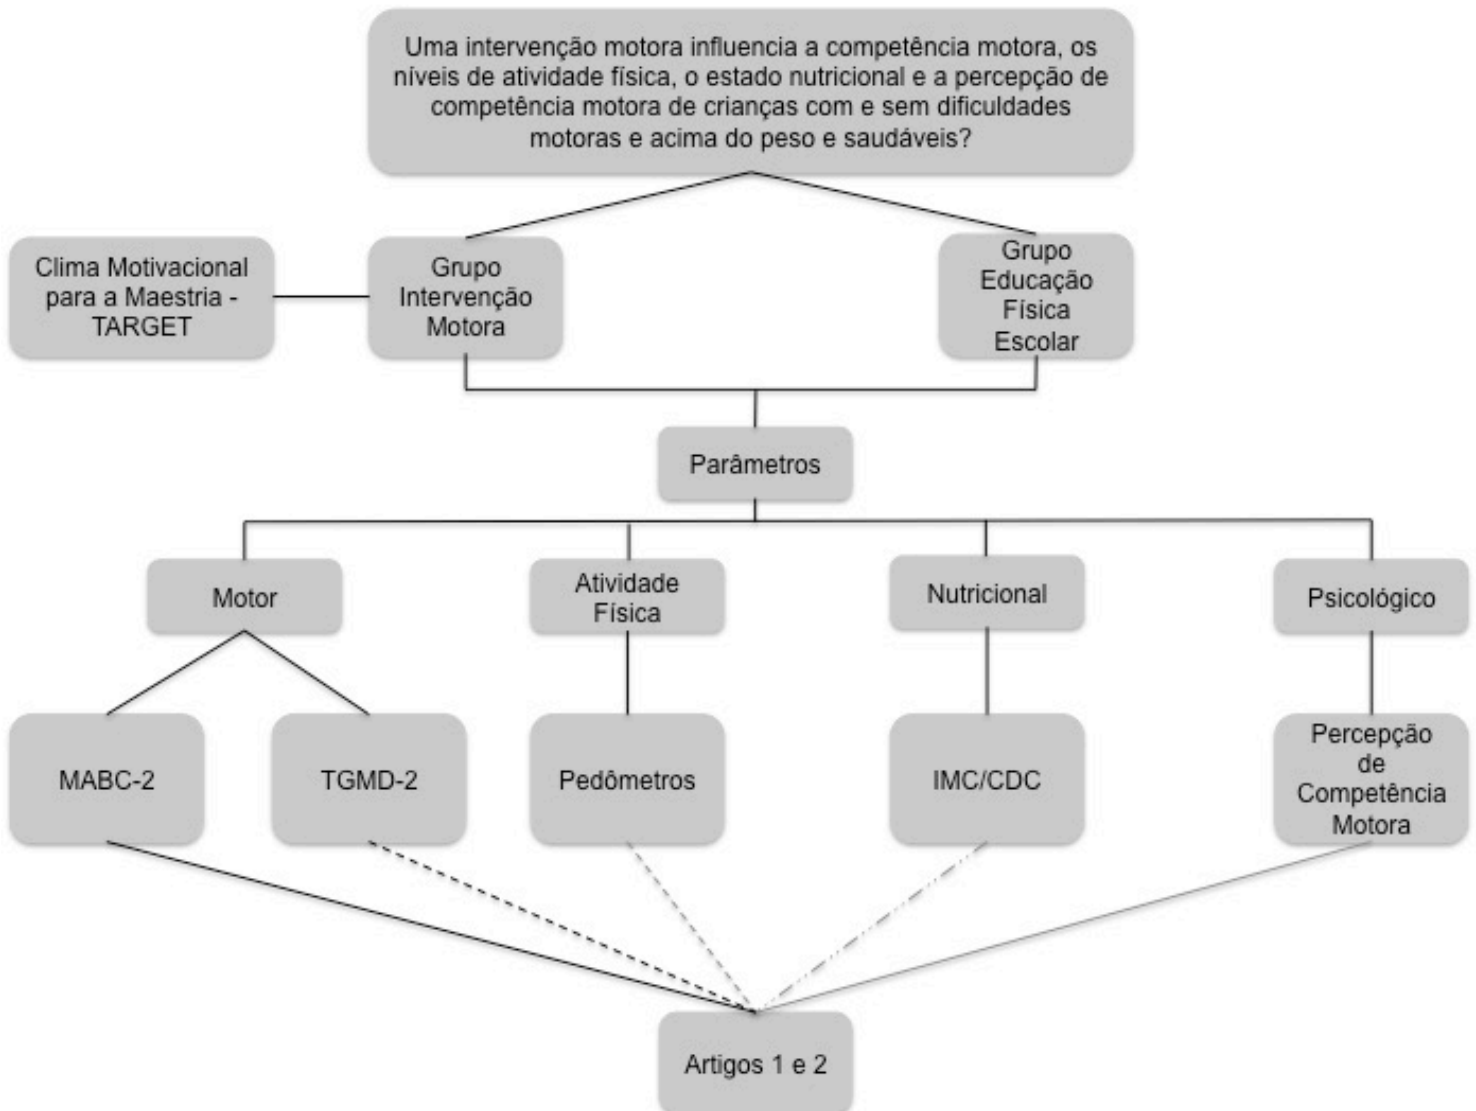 Uma intervenção motora influencia a competência motora, os
níveis de atividade física, o estado nutricional e a percepção de
competência motora de crianças com e sem dificuldades
motoras e acima do peso e saudáveis?
Clima Motivacional
para a Maestria -
TARGET
Grupo
Intervenção
Motora
Grupo
Educação
Física
Escolar
Parâmetros
Motor
Atividade
Física
Nutricional
Psicológico
MABC-2
TGMD-2
Pedômetros
IMC/CDC
Percepção
de
Competência
Motora
Artigos 1 e 2